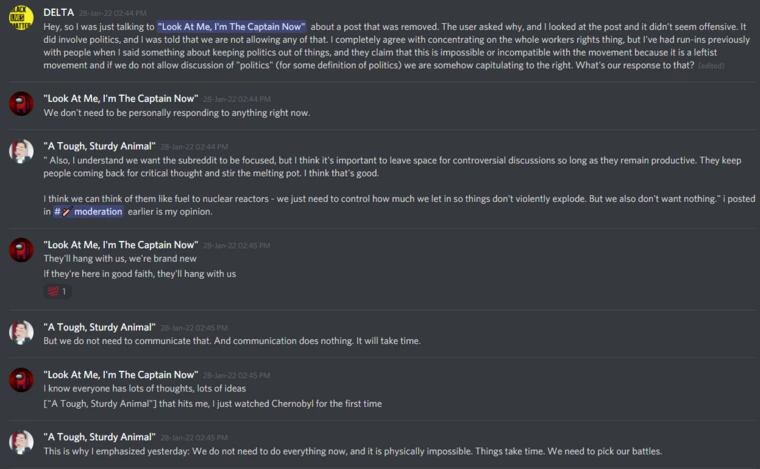 DELTA 28-Jan-22 02:44 PM
Hey, so I was just talking to "Look At Me, I'm The Captain Now" about a post that was removed. The user asked why, and I looked at the post and it didn't seem offensive. It
did involve politics, and I was told that we are not allowing any of that. I completely agree with concentrating on the whole workers rights thing, but I've had run-ins previously
with people when I said something about keeping politics out of things, and they claim that this is impossible or incompatible with the movement because it is a leftist
movement and if we do not allow discussion of "politics" (for some definition of politics) we are somehow capitulating to the right. What's our response to that? (edited)
"Look At Me, I'm The Captain Now" 28-Jan-22 02:44 PM
We don't need to be personally responding to anything right now.
"A Tough, Sturdy Animal" 28-Jan-22 02:44 PM
" Also, I understand we want the subreddit to be focused, but I think it's important to leave space for controversial discussions so long as they remain productive. They keep
people coming back for critical thought and stir the melting pot. I think that's good.
I think we can think of them like fuel to nuclear reactors - we just need to control how much we let in so things don't violently explode. But we also don't want nothing." i posted
in # moderation earlier is my opinion.
"Look At Me, I'm The Captain Now" 28-Jan-22 02:45 PM
They'll hang with us, we're brand new
If they're here in good faith, they'll hang with us
1
"A Tough, Sturdy Animal" 28-Jan-22 02:45 PM
But we do not need to communicate that. And communication does nothing. It will take time.
"Look At Me, I'm The Captain Now" 28-Jan-22 02:45 PM
I know everyone has lots of thoughts, lots of ideas
["A Tough, Sturdy Animal"] that hits me, I just watched Chernobyl for the first time
"A Tough, Sturdy Animal" 28-Jan-22 02:45 PM
This is why I emphasized yesterday: We do not need to do everything now, and it is physically impossible. Things take time. We need to pick our battles.